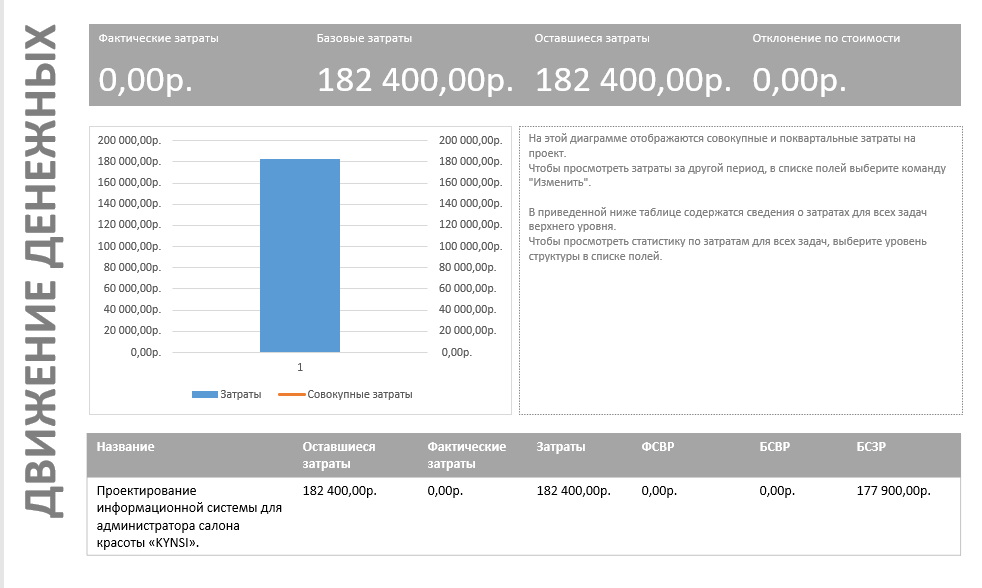 ДВИЖЕНИЕ ДЕНЕЖНЫХ
Фактические затраты
0,00р.
Базовые затраты
182 400,00р.
Оставшиеся затраты
182 400,00р.
Отклонение по стоимости
0,00р.
200 000,00р.
180 000,00р.
160 000,00р.
140 000,00р.
120 000,00р.
100 000,00р.
80 000,00р.
60 000,00р.
40 000,00р.
20 000,00р.
0,00р.
200 000,00р.
180 000,00р.
160 000,00р.
140 000,00р.
120 000,00р.
100 000,00р.
80 000,00р.
60 000,00р.
40 000,00р.
20 000,00р.
0,00р.
1
Затраты
Совокупные затраты
На этой диаграмме отображаются совокупные и поквартальные затраты на
проект.
Чтобы просмотреть затраты за другой период, в списке полей выберите команду
"Изменить".
В приведенной ниже таблице содержатся сведения о затратах для всех задач
верхнего уровня.
Чтобы просмотреть статистику по затратам для всех задач, выберите уровень
структуры в списке полей.
Название
Оставшиеся
затраты
Фактические
затраты
Затраты
ФСВР
БСВР
БСЗР
Проектирование
информационной системы для
администратора салона
красоты «KYNSI».
182 400,00р.
0,00р.
182 400,00р.
0,00р.
0,00р.
177 900,00р.